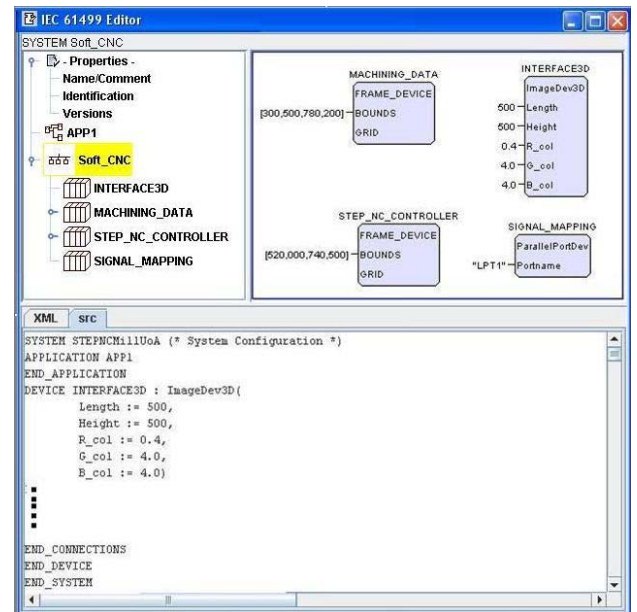 IEC 61499 Editor
SYSTEM Soft_CNC
- Properties -
Name/Comment
Identification
Versions
APP1
Soft_CNC
INTERFACE3D
MACHINING_DATA
STEP_NC_CONTROLLER
SIGNAL_MAPPING
MACHINING_DATA
FRAME_DEVICE
[300,500,780,200] BOUNDS
GRID
INTERFACE3D
ImageDev3D
500 Length
500 Height
0.4 R_col
4.0 G_col
4.0 B_col
STEP_NC_CONTROLLER
FRAME_DEVICE
[520,000,740,500] BOUNDS
GRID
SIGNAL_MAPPING
ParallelPortDev
"LPT1" Portname
XML src
SYSTEM STEPNCMillUoA (* System Configuration *)
APPLICATION APP1
END_APPLICATION
DEVICE INTERFACE3D : ImageDev3D(
Length := 500,
Height := 500,
R_col := 0.4,
G_col := 4.0,
B_col := 4.0)
END_CONNECTIONS
END_DEVICE
END_SYSTEM